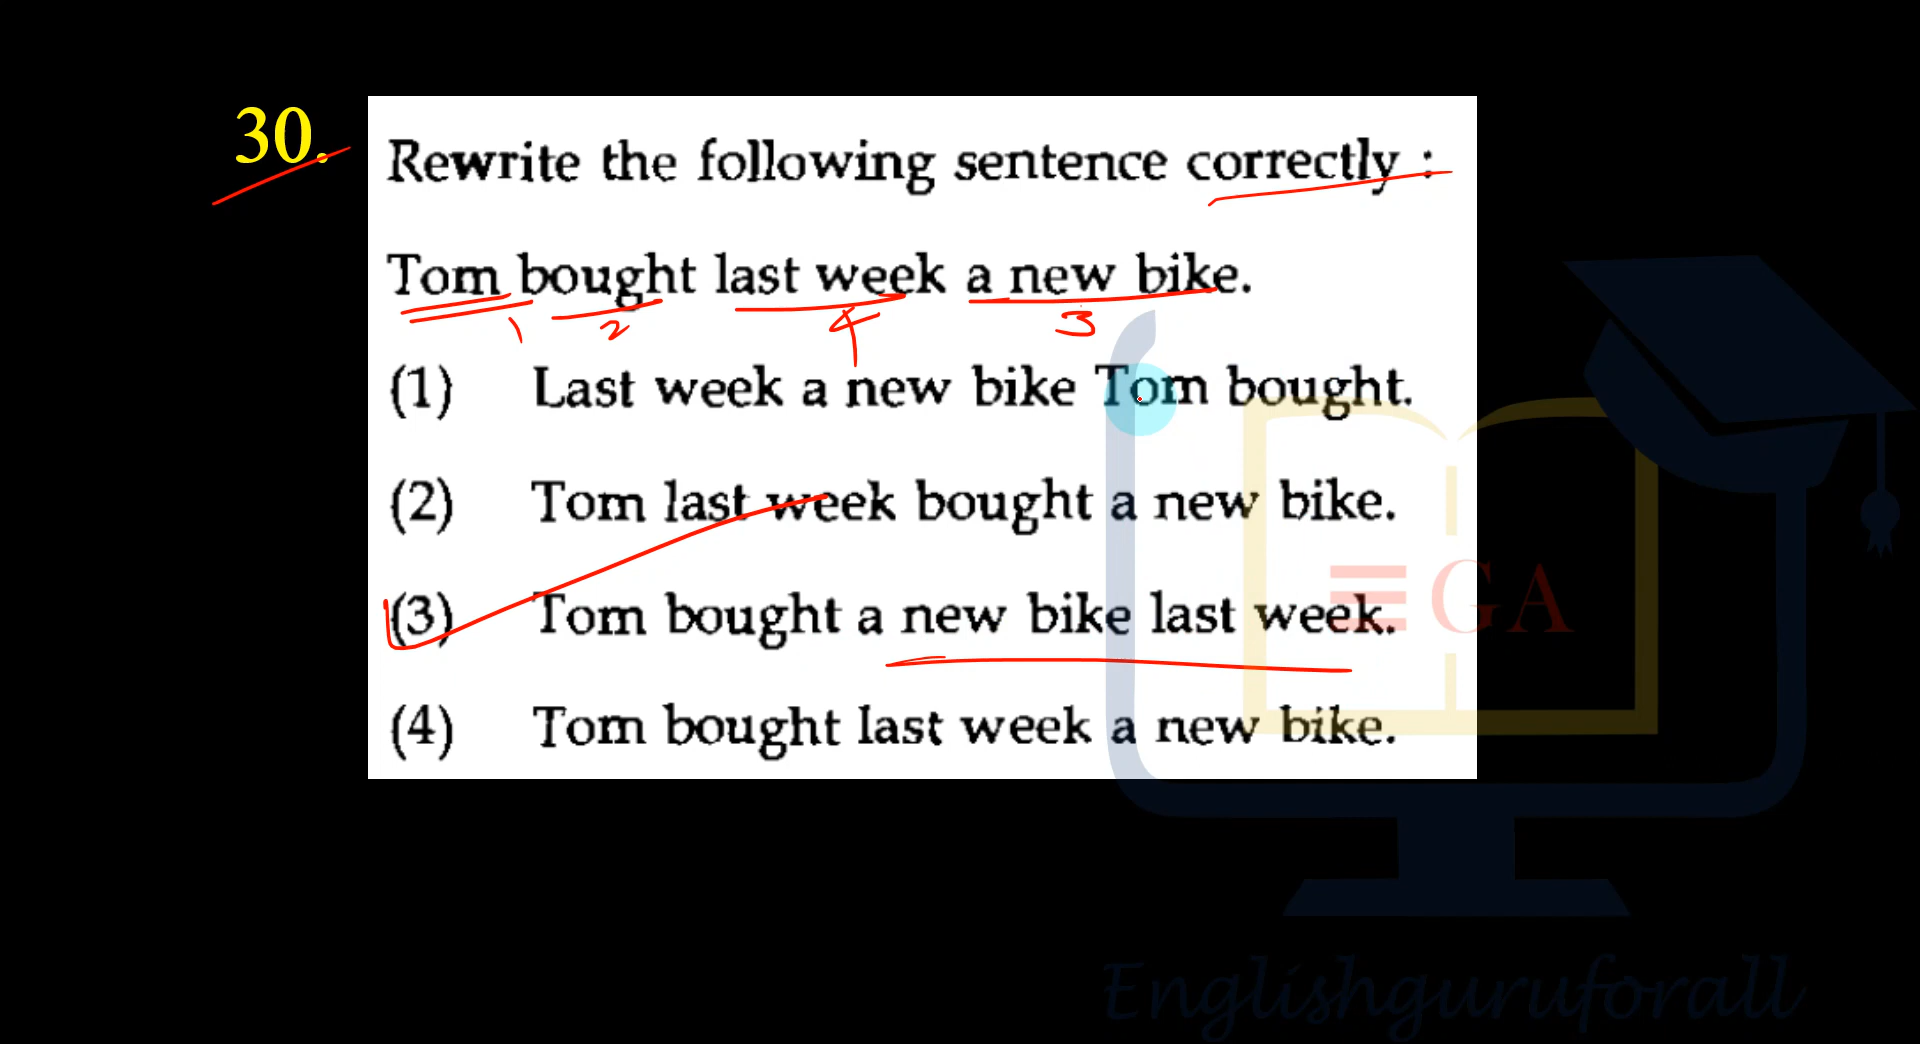 30.
Rewrite the following sentence correctly :
Tom bought last week a new bike.
1 2 4 3
(1) Last week a new bike Tom bought.
(2) Tom last week bought a new bike.
(3) Tom bought a new bike last week.
(4) Tom bought last week a new bike.
GA
Englishguruforall